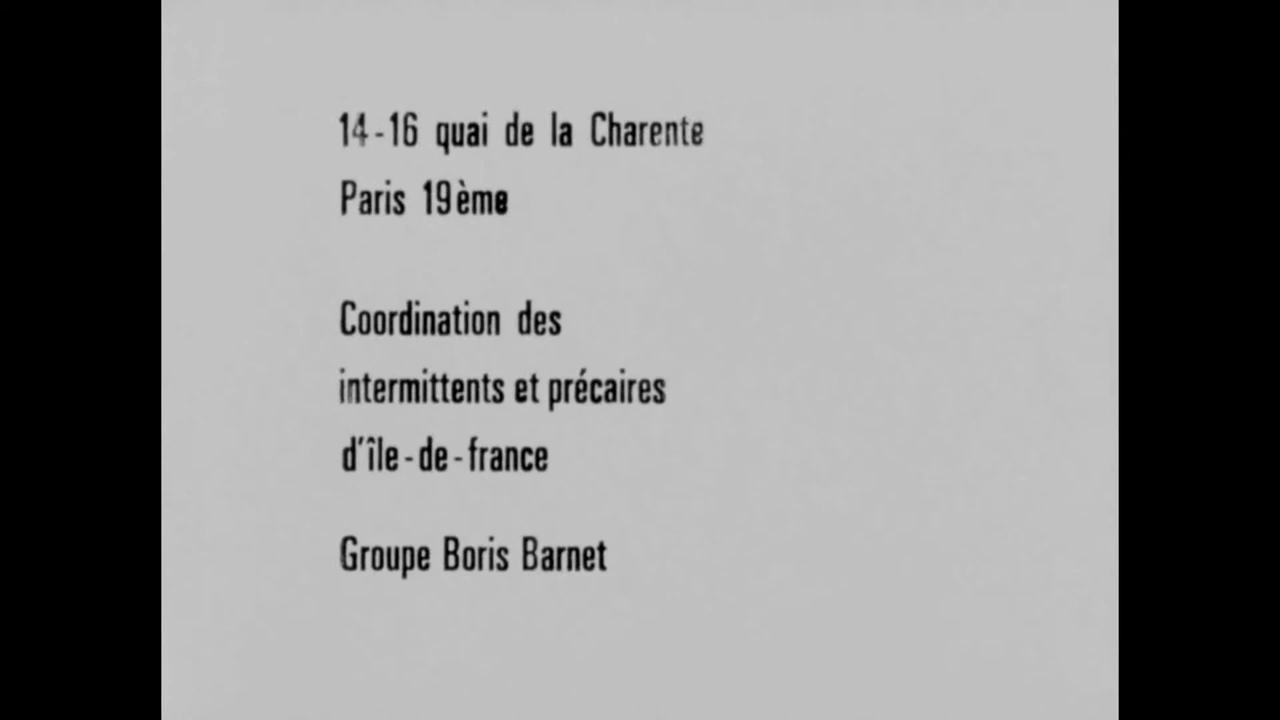 14-16 quai de la Charente
Paris 19ème
Coordination des
intermittents et précaires
d'île-de-france
Groupe Boris Barnet